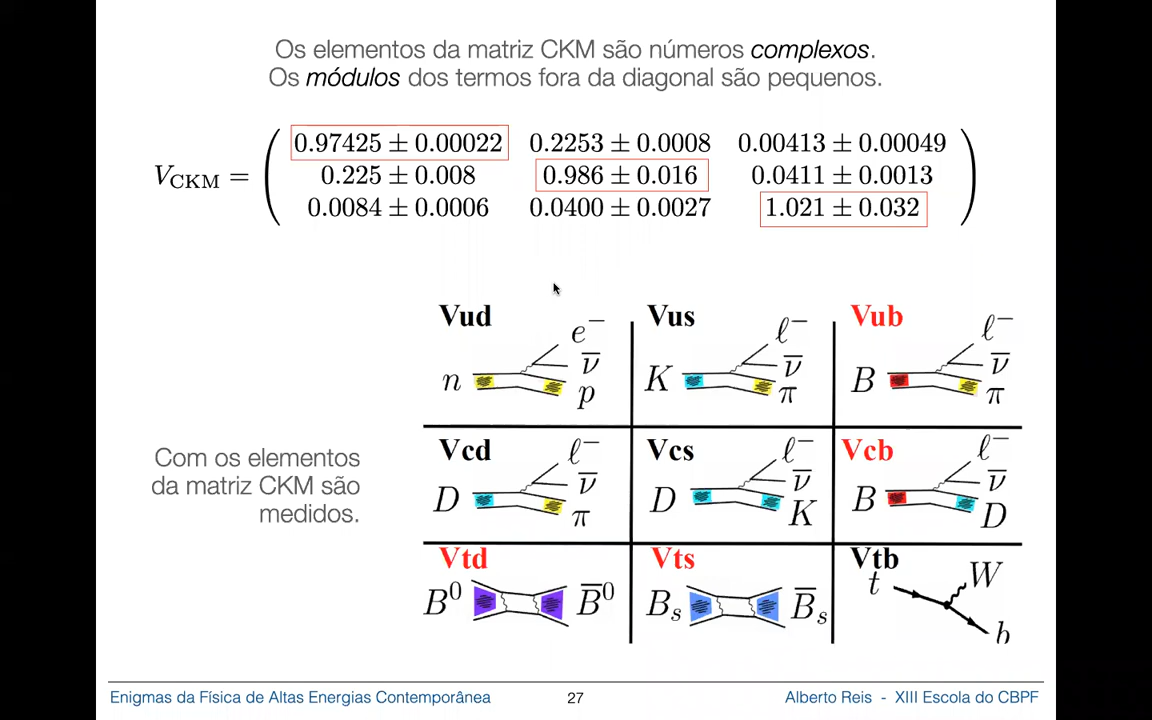 Os elementos da matriz CKM são números complexos.
Os módulos dos termos fora da diagonal são pequenos.
V_CKM =
0.97425 ± 0.00022 0.2253 ± 0.0008 0.00413 ± 0.00049
0.225 ± 0.008 0.986 ± 0.016 0.0411 ± 0.0013
0.0084 ± 0.0006 0.0400 ± 0.0027 1.021 ± 0.032
Com os elementos
da matriz CKM são
medidos.
Vud
n e⁻ ν̅ p
Vus
K ℓ⁻ ν̅ π
Vub
B ℓ⁻ ν̅ π
Vcd
D ℓ⁻ ν̅ π
Vcs
D ℓ⁻ ν̅ K
Vcb
B ℓ⁻ ν̅ D
Vtd
B⁰ B̅⁰
Vts
Bₛ B̅ₛ
Vtb
t W b
Enigmas da Física de Altas Energias Contemporânea
27
Alberto Reis - XIII Escola do CBPF